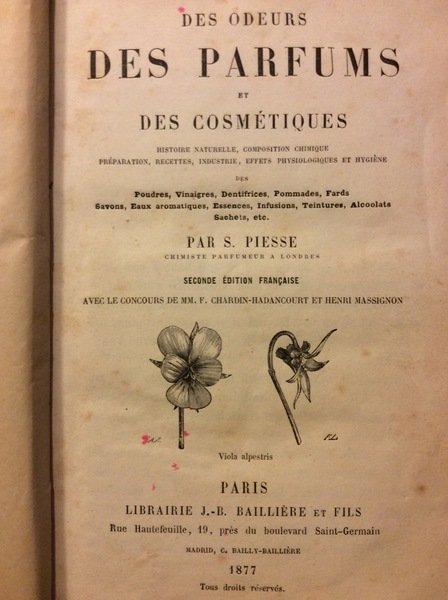 DES ODEURS
DES PARFUMS
ET
DES COSMÉTIQUES
HISTOIRE NATURELLE, COMPOSITION CHIMIQUE
PRÉPARATION, RECETTES, INDUSTRIE, EFFETS PHYSIOLOGIQUES ET HYGIÈNE
DES
Poudres, Vinaigres, Dentifrices, Pommades, Fards
Savons, Eaux aromatiques, Essences, Infusions, Teintures, Alcoolats
Sachets, etc.
PAR S. PIESSE
CHIMISTE PARFUMEUR A LONDRES
SECONDE ÉDITION FRANÇAISE
AVEC LE CONCOURS DE MM. F. CHARDIN-HADANCOURT ET HENRI MASSIGNON
Viola alpestris
PARIS
LIBRAIRIE J.-B. BAILLIÈRE ET FILS
Rue Hautefeuille, 19, près du boulevard Saint-Germain
MADRID, C. BAILLY-BAILLIÈRE
1877
Tous droits réservés.